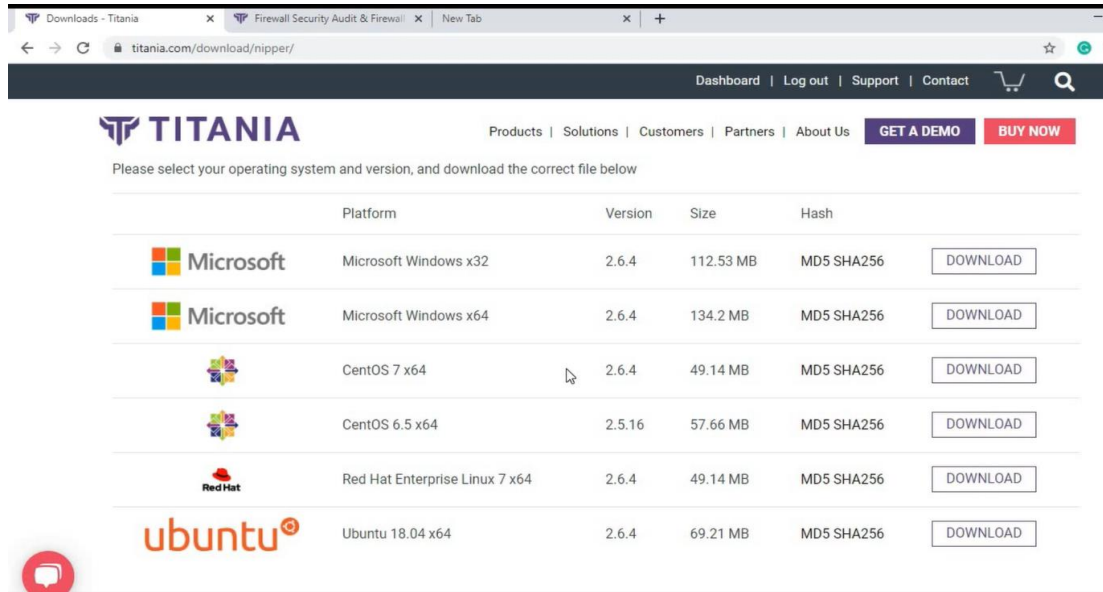 Downloads - Titania
Firewall Security Audit & Firewall
New Tab
titania.com/download/nipper/
Dashboard | Log out | Support | Contact
TITANIA
Products | Solutions | Customers | Partners | About Us
GET A DEMO
BUY NOW
Please select your operating system and version, and download the correct file below
Platform Version Size Hash
Microsoft Microsoft Windows x32 2.6.4 112.53 MB MD5 SHA256 DOWNLOAD
Microsoft Microsoft Windows x64 2.6.4 134.2 MB MD5 SHA256 DOWNLOAD
CentOS 7 x64 2.6.4 49.14 MB MD5 SHA256 DOWNLOAD
CentOS 6.5 x64 2.5.16 57.66 MB MD5 SHA256 DOWNLOAD
Red Hat Red Hat Enterprise Linux 7 x64 2.6.4 49.14 MB MD5 SHA256 DOWNLOAD
ubuntu Ubuntu 18.04 x64 2.6.4 69.21 MB MD5 SHA256 DOWNLOAD